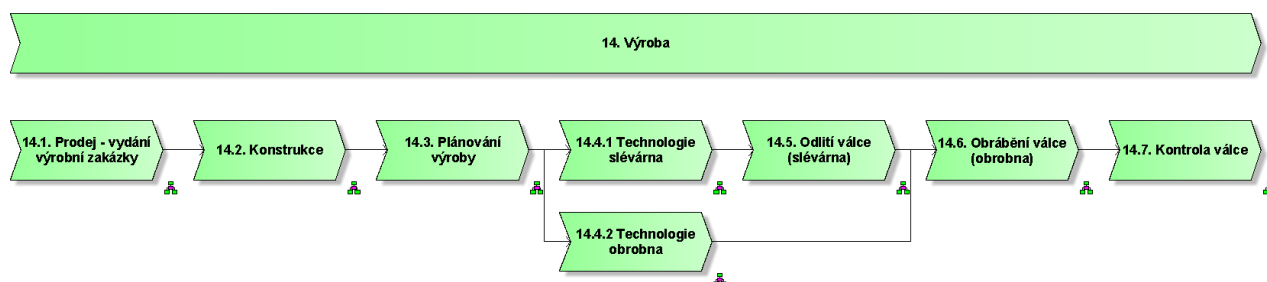 14. Výroba
14.1. Prodej - vydání
výrobní zakázky
14.2. Konstrukce
14.3. Plánování
výroby
14.4.1 Technologie
slévárna
14.5. Odlití válce
(slévárna)
14.6. Obrábění válce
(obrobna)
14.7. Kontrola válce
14.4.2 Technologie
obrobna